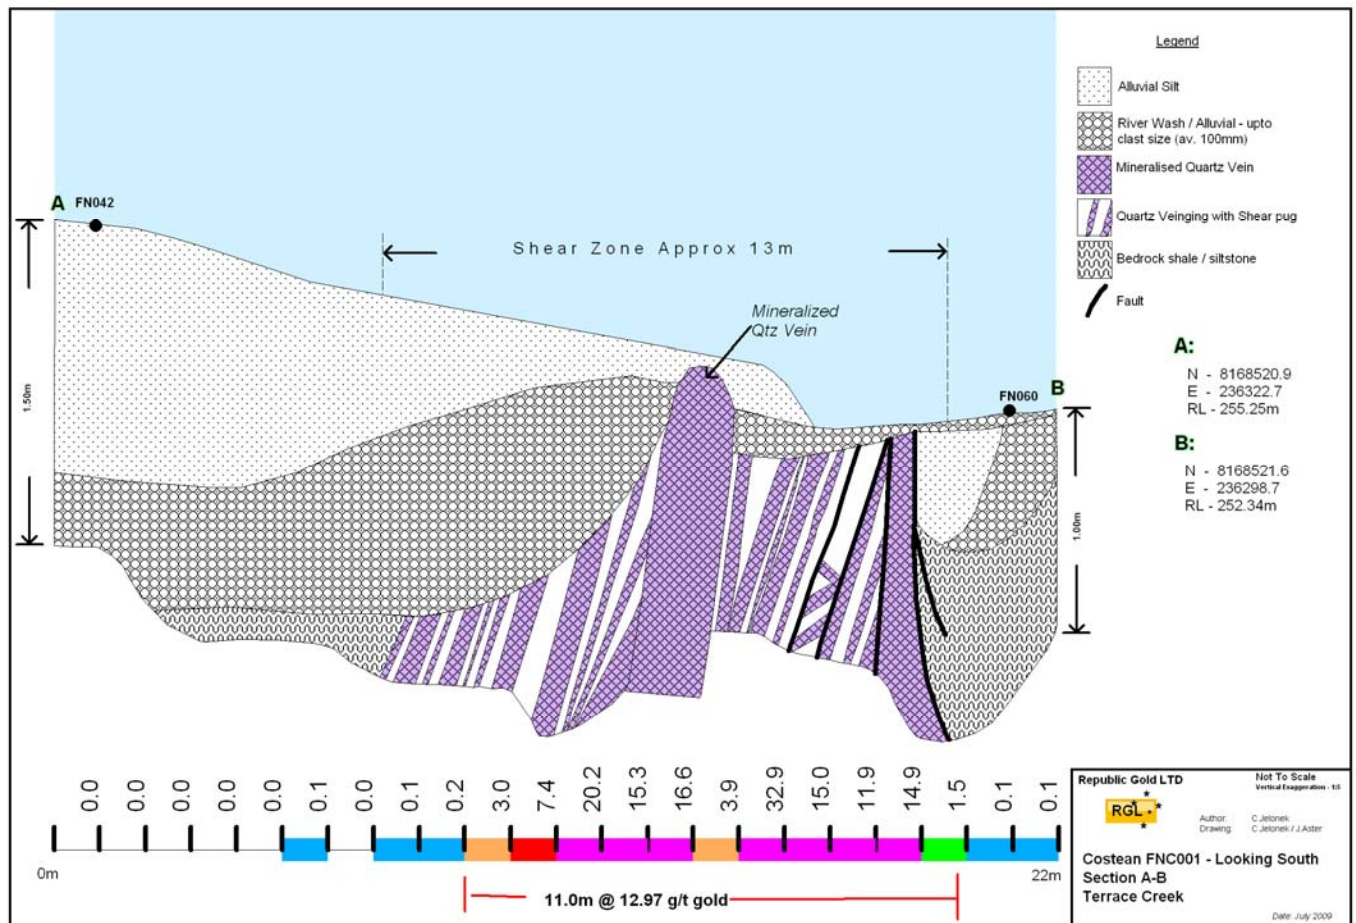 Legend
Alluvial Silt
River Wash / Alluvial - upto
clast size (av. 100mm)
Mineralised Quartz Vein
Quartz Veinging with Shear pug
Bedrock shale / siltstone
Fault
A FN042
Shear Zone Approx 13m
Mineralized
Qtz Vein
1.50m
FN060
B
1.00m
A:
N - 8168520.9
E - 236322.7
RL - 255.25m
B:
N - 8168521.6
E - 236298.7
RL - 252.34m
0.0 0.0 0.0 0.0 0.0 0.1 0.0 0.1 0.2 3.0 7.4 20.2 15.3 16.6 3.9 32.9 15.0 11.9 14.9 1.5 0.1 0.1
0m
22m
11.0m @ 12.97 g/t gold
Republic Gold LTD
Not To Scale
Vertical Exaggeration - 1:5
RGL
Author: C.Jelonek
Drawing: C.Jelonek / J.Aster
Costean FNC001 - Looking South
Section A-B
Terrace Creek
Date: July 2009